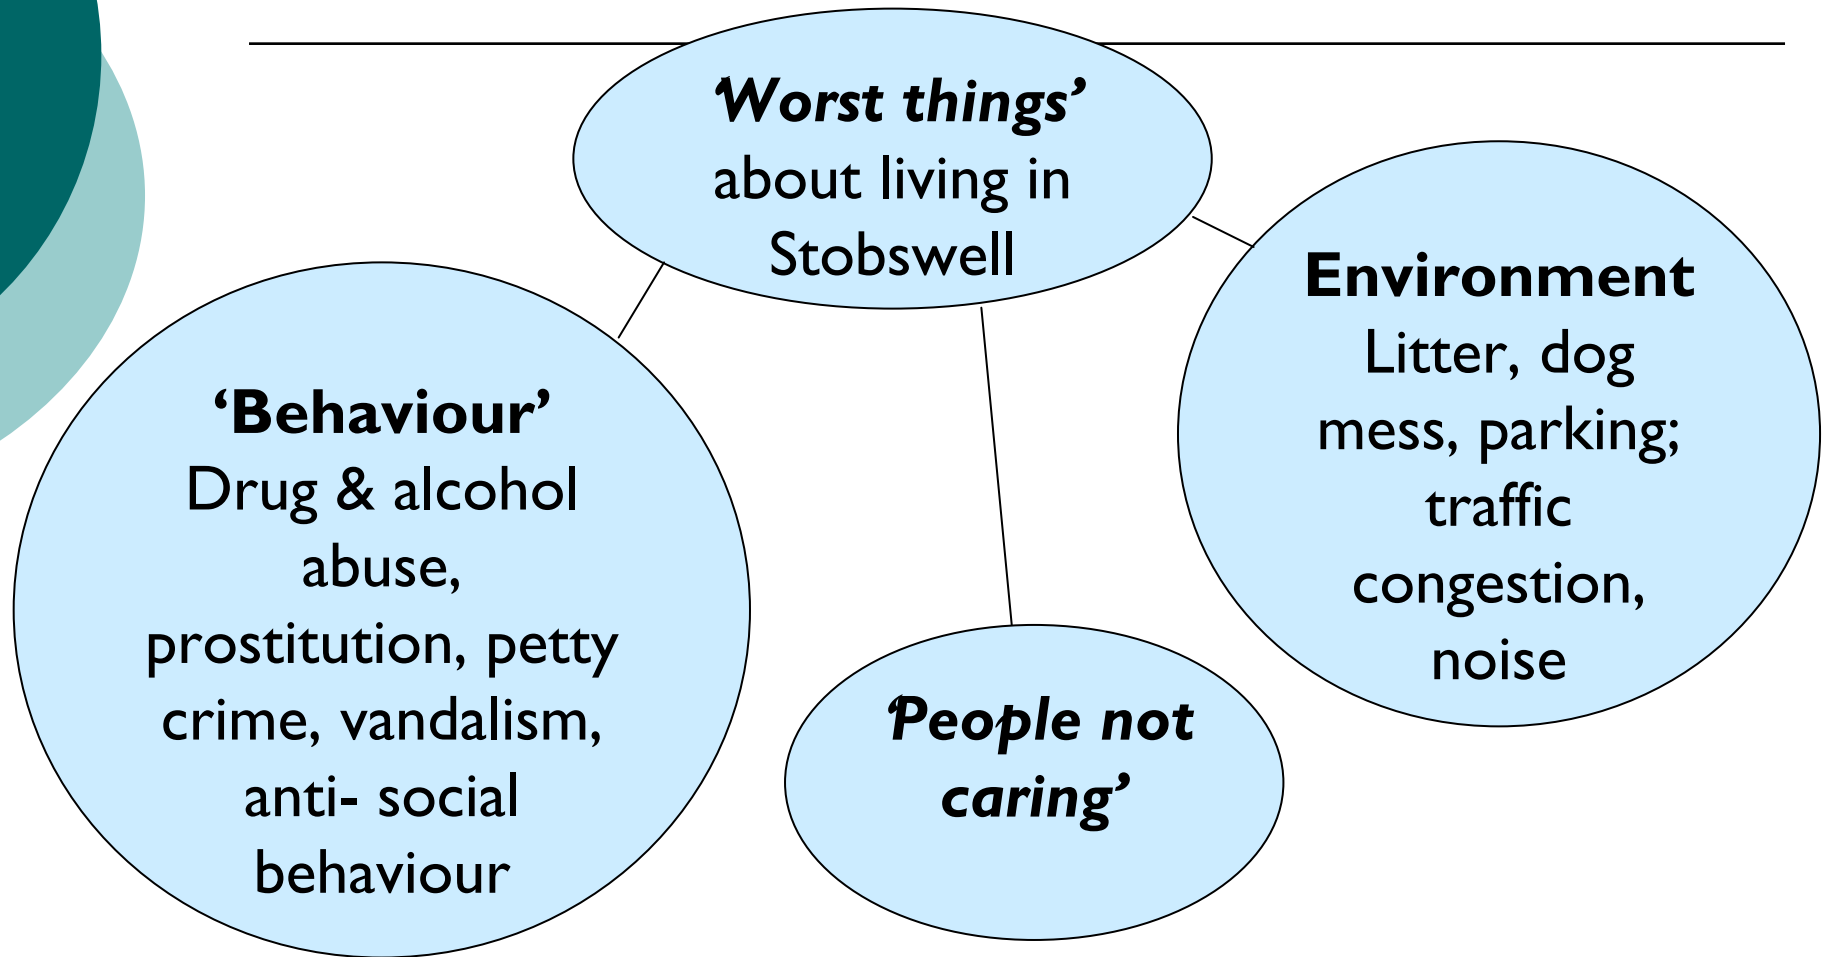 ‘Worst things’
about living in
Stobswell
‘Behaviour’
Drug & alcohol
abuse,
prostitution, petty
crime, vandalism,
anti- social
behaviour
‘People not
caring’
Environment
Litter, dog
mess, parking;
traffic
congestion,
noise